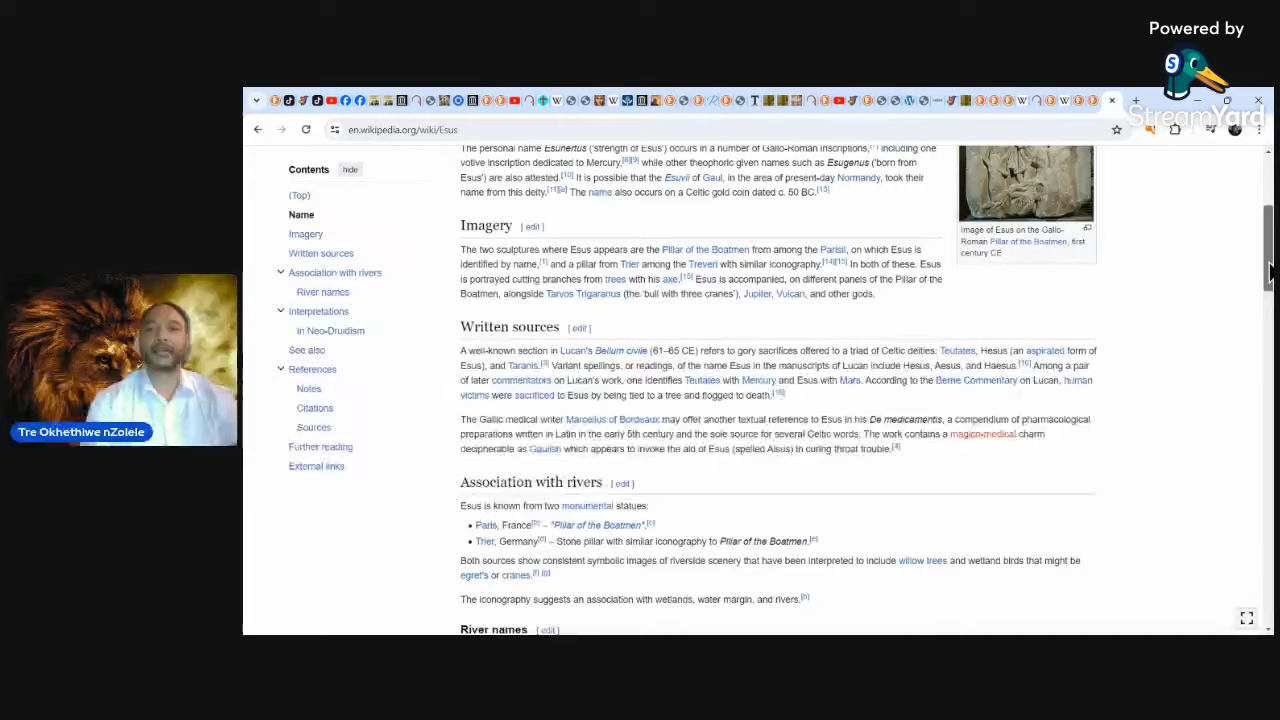 Powered by
S
StreamYard
en.wikipedia.org/wiki/Esus
Contents hide
(Top)
Name
Imagery
Written sources
Association with rivers
River names
Interpretations
in Neo-Druidism
See also
References
Notes
Citations
Sources
Further reading
External links
The personal name Esunertus ('strength of Esus') occurs in a number of Gallo-Roman inscriptions, including one
votive inscription dedicated to Mercury,[8][9] while other theophoric given names such as Esugenus ('born from
Esus') are also attested.[10] It is possible that the Esuvii of Gaul, in the area of present-day Normandy, took their
name from this deity.[11][a] The name also occurs on a Celtic gold coin dated c. 50 BC.[13]
Imagery [ edit ]
The two sculptures where Esus appears are the Pillar of the Boatmen from among the Parisii, on which Esus is
identified by name,[1] and a pillar from Trier among the Treveri with similar iconography.[14][15] In both of these, Esus
is portrayed cutting branches from trees with his axe.[15] Esus is accompanied, on different panels of the Pillar of the
Boatmen, alongside Tarvos Trigaranus (the 'bull with three cranes'), Jupiter, Vulcan, and other gods.
Image of Esus on the Gallo-
Roman Pillar of the Boatmen, first
century CE
Written sources [ edit ]
A well-known section in Lucan's Bellum civile (61–65 CE) refers to gory sacrifices offered to a triad of Celtic deities: Teutates, Hesus (an aspirated form of
Esus), and Taranis.[3] Variant spellings, or readings, of the name Esus in the manuscripts of Lucan include Hesus, Aesus, and Haesus.[16] Among a pair
of later commentators on Lucan's work, one identifies Teutates with Mercury and Esus with Mars. According to the Berne Commentary on Lucan, human
victims were sacrificed to Esus by being tied to a tree and flogged to death.[18]
The Gallic medical writer Marcellus of Bordeaux may offer another textual reference to Esus in his De medicamentis, a compendium of pharmacological
preparations written in Latin in the early 5th century and the sole source for several Celtic words. The work contains a magico-medical charm
decipherable as Gaulish which appears to invoke the aid of Esus (spelled Aisus) in curing throat trouble.[4]
Association with rivers [ edit ]
Esus is known from two monumental statues:
• Paris, France[b] – "Pillar of the Boatmen".[c]
• Trier, Germany[d] – Stone pillar with similar iconography to Pillar of the Boatmen.[e]
Both sources show consistent symbolic images of riverside scenery that have been interpreted to include willow trees and wetland birds that might be
egret's or cranes.[f][g]
The iconography suggests an association with wetlands, water margin, and rivers.[h]
River names [ edit ]
Tre Okhethiwe nZolele